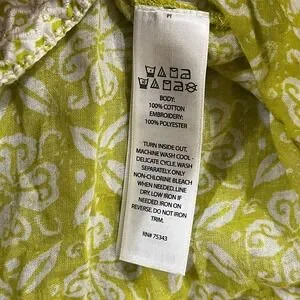 PI
BODY:
100% COTTON
EMBROIDERY:
100% POLYESTER
TURN INSIDE OUT.
MACHINE WASH COOL -
DELICATE CYCLE. WASH
SEPARATELY. ONLY
NON-CHLORINE BLEACH
WHEN NEEDED. LINE
DRY. LOW IRON IF
NEEDED. IRON ON
REVERSE. DO NOT IRON
TRIM.
RN# 75343